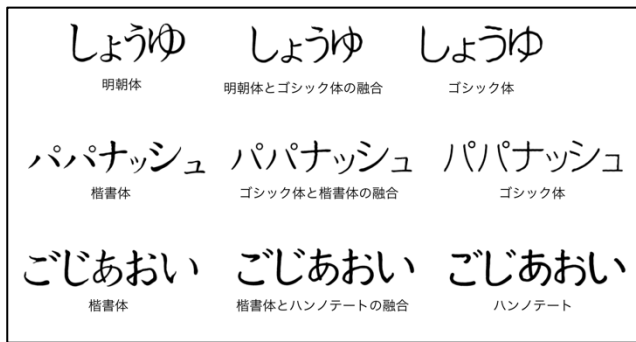 しょうゆ しょうゆ しょうゆ
明朝体 明朝体とゴシック体の融合 ゴシック体
パパナッシュ パパナッシュ パパナッシュ
楷書体 ゴシック体と楷書体の融合 ゴシック体
ごじあおい ごじあおい ごじあおい
楷書体 楷書体とハンノテートの融合 ハンノテート